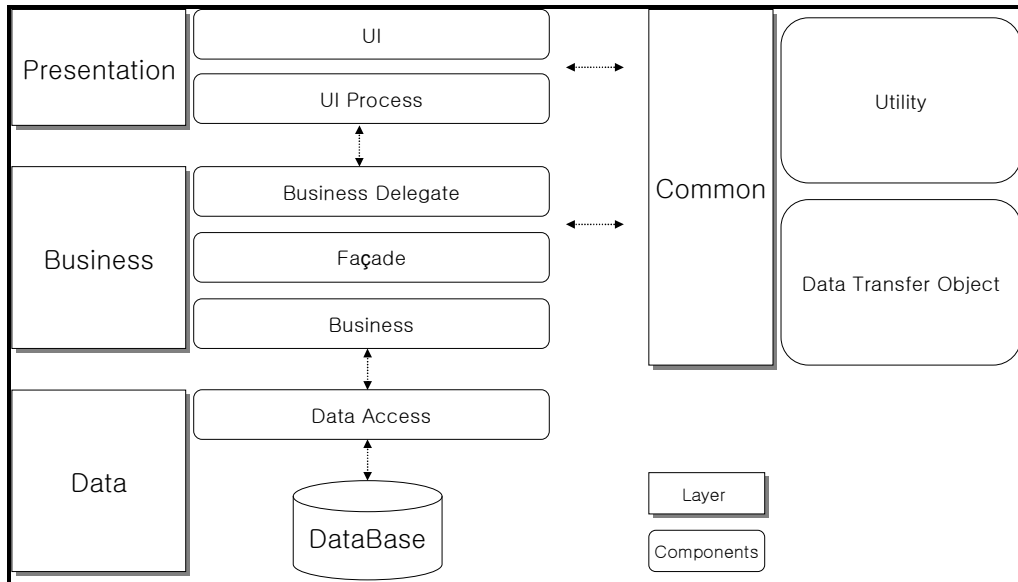 Presentation
UI
UI Process
Business
Business Delegate
Façade
Business
Data
Data Access
DataBase
Common
Utility
Data Transfer Object
Layer
Components